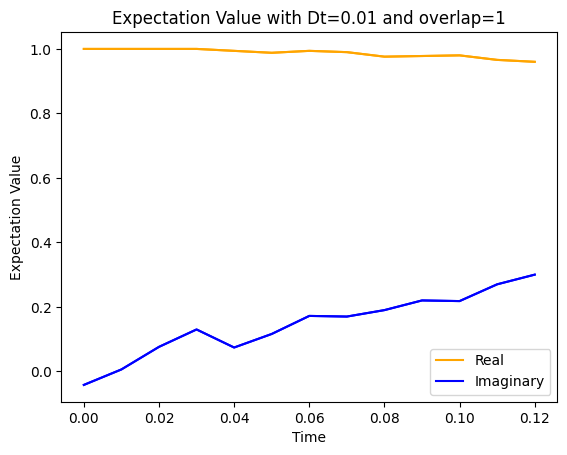 Expectation Value with Dt=0.01 and overlap=1
1.0
0.8
0.6
0.4
0.2
0.0
Expectation Value
0.00 0.02 0.04 0.06 0.08 0.10 0.12
Time
Real
Imaginary